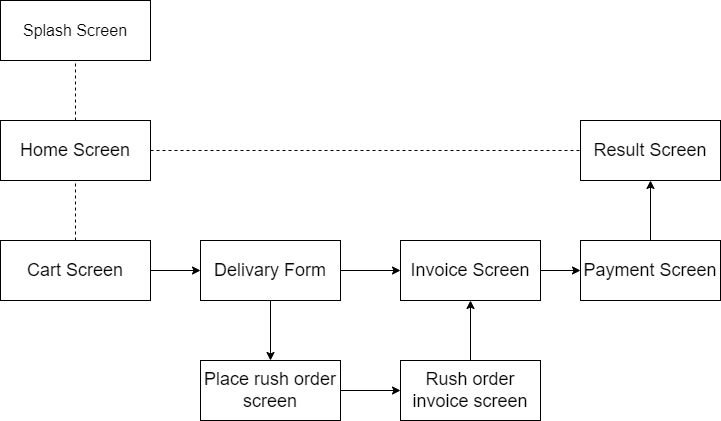 Splash Screen
Home Screen
Result Screen
Cart Screen
Delivary Form
Invoice Screen
Payment Screen
Place rush order
screen
Rush order
invoice screen